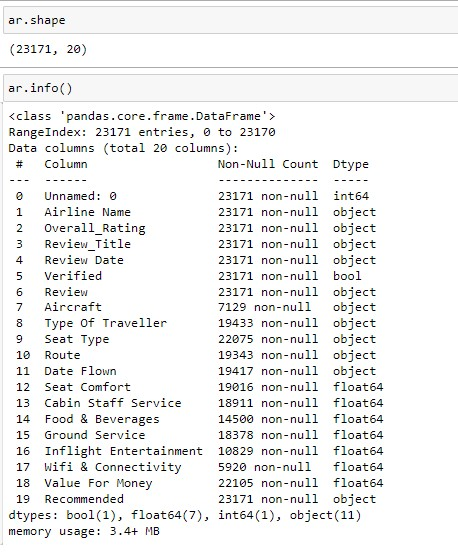 ar.shape
(23171, 20)
ar.info()
<class 'pandas.core.frame.DataFrame'>
RangeIndex: 23171 entries, 0 to 23170
Data columns (total 20 columns):
 #   Column                  Non-Null Count  Dtype
---  ------                  --------------  -----
 0   Unnamed: 0              23171 non-null  int64
 1   Airline Name            23171 non-null  object
 2   Overall_Rating          23171 non-null  object
 3   Review_Title            23171 non-null  object
 4   Review Date             23171 non-null  object
 5   Verified                23171 non-null  bool
 6   Review                  23171 non-null  object
 7   Aircraft                7129 non-null   object
 8   Type Of Traveller       19433 non-null  object
 9   Seat Type               22075 non-null  object
 10  Route                   19343 non-null  object
 11  Date Flown              19417 non-null  object
 12  Seat Comfort            19016 non-null  float64
 13  Cabin Staff Service     18911 non-null  float64
 14  Food & Beverages        14500 non-null  float64
 15  Ground Service          18378 non-null  float64
 16  Inflight Entertainment  10829 non-null  float64
 17  Wifi & Connectivity     5920 non-null   float64
 18  Value For Money         22105 non-null  float64
 19  Recommended             23171 non-null  object
dtypes: bool(1), float64(7), int64(1), object(11)
memory usage: 3.4+ MB